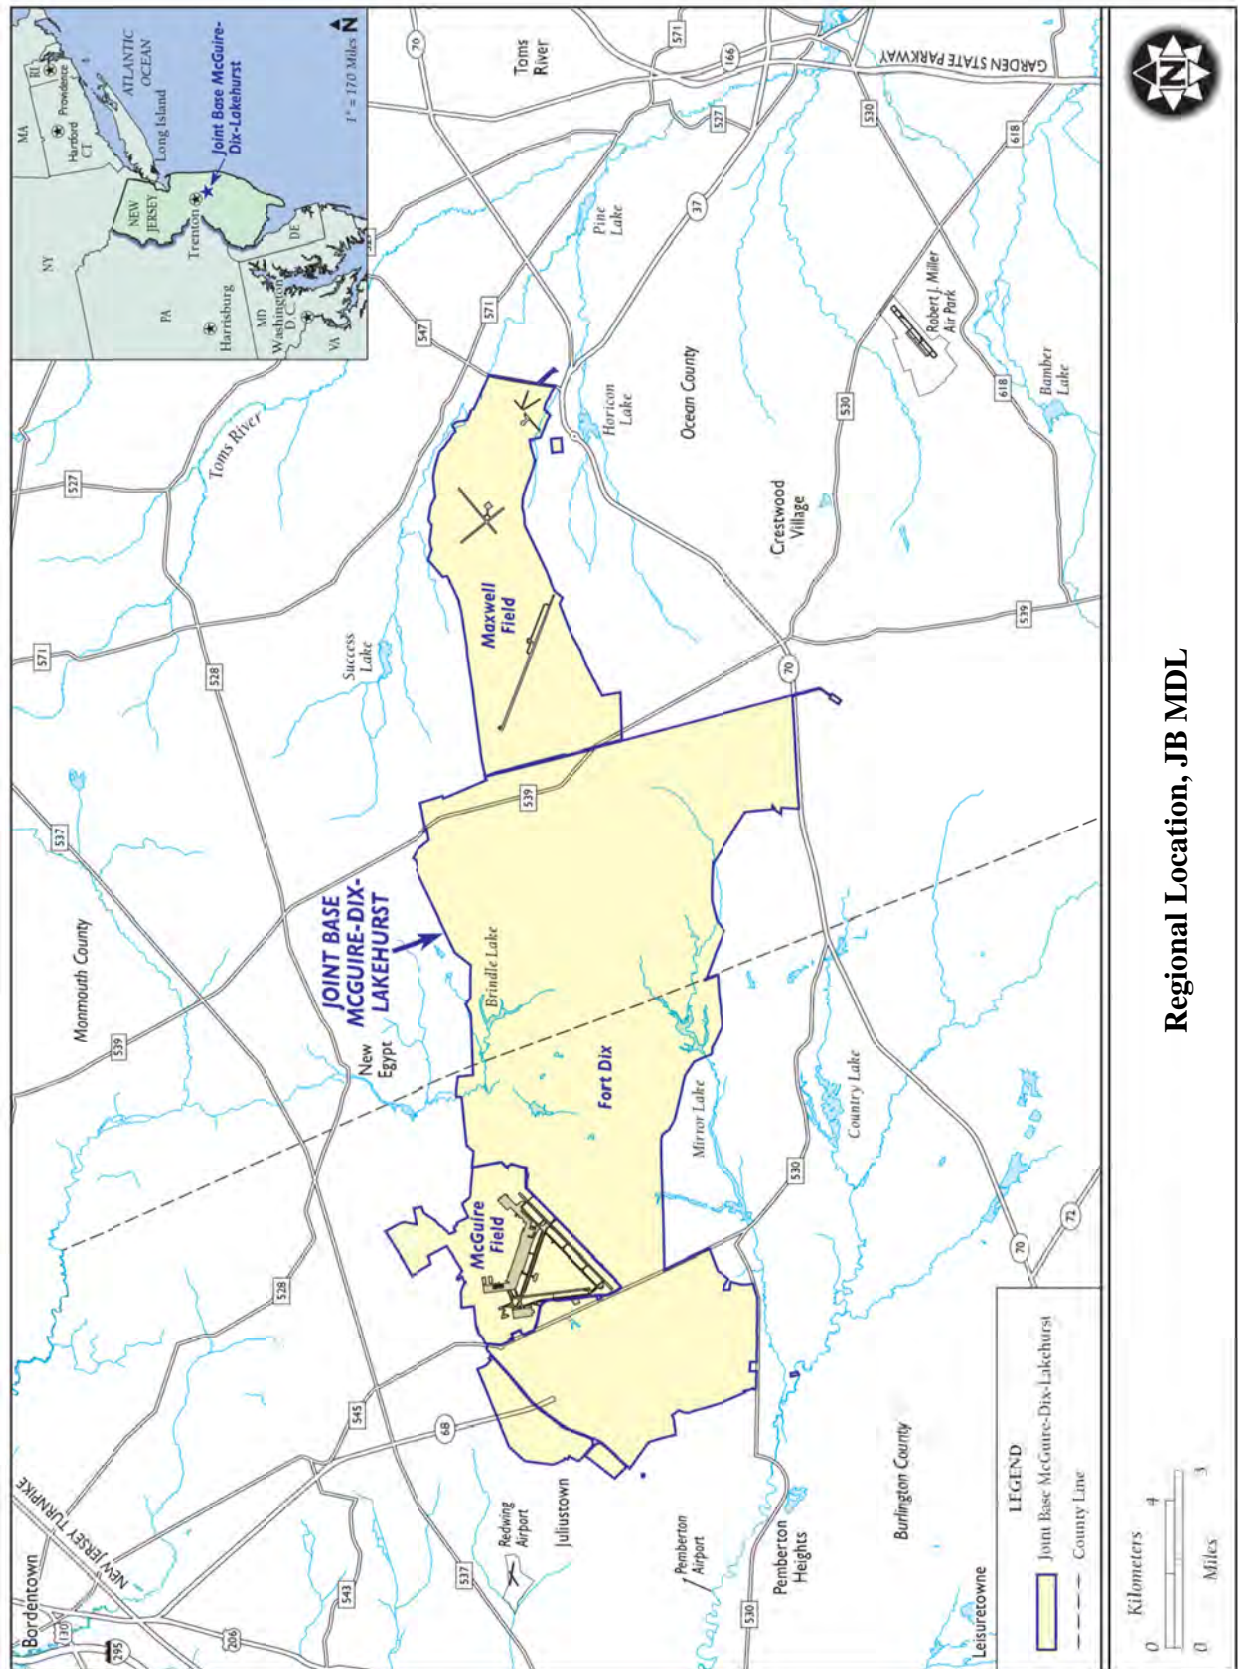 MA
RI
Providence
Hartford
CT
ATLANTIC
OCEAN
Long Island
NY
NEW
JERSEY
Trenton
Joint Base McGuire-
Dix-Lakehurst
PA
Harrisburg
MD
Washington
D.C.
DE
VA
1" = 170 Miles
N
Bordentown
130
295
206
NEW JERSEY TURNPIKE
543
545
68
537
528
539
Monmouth County
537
528
571
527
Toms River
Success
Lake
571
547
70
Toms
River
571
166
GARDEN STATE PARKWAY
527
530
618
37
Pine
Lake
Horicon
Lake
Ocean County
Robert J. Miller
Air Park
618
Bamber
Lake
530
Crestwood
Village
539
70
Maxwell
Field
539
JOINT BASE
MCGUIRE-DIX-
LAKEHURST
New
Egypt
Brindle Lake
Fort Dix
McGuire
Field
Mirror Lake
Country Lake
530
70
72
Redwing
Airport
Juliustown
Pemberton
Airport
Pemberton
Heights
530
Burlington County
Leisuretowne
LEGEND
Joint Base McGuire-Dix-Lakehurst
County Line
Kilometers
0 4
0 3
Miles
Regional Location, JB MDL
N